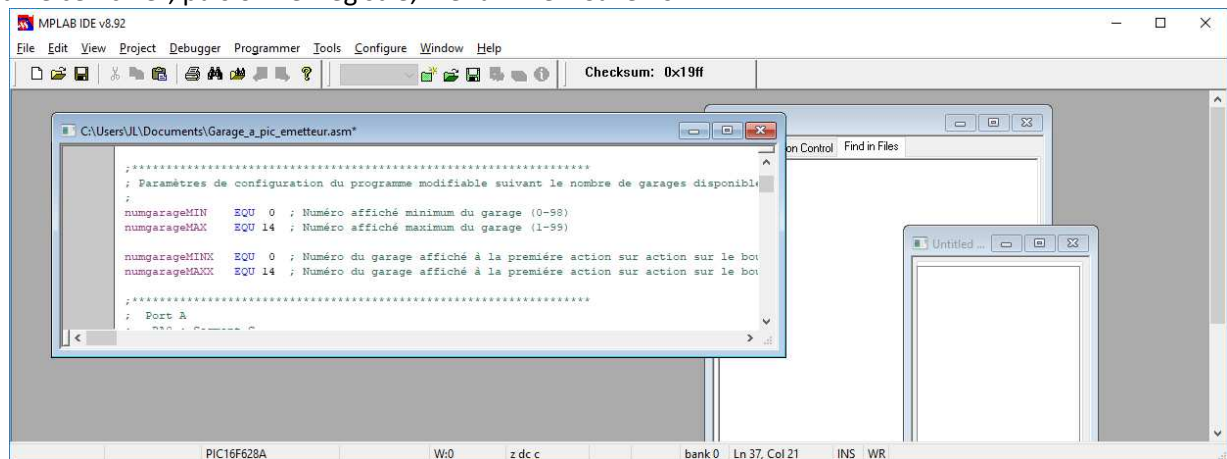 MPLAB IDE v8.92
File Edit View Project Debugger Programmer Tools Configure Window Help
Checksum: 0x19ff
C:\Users\JL\Documents\Garage_a_pic_emetteur.asm*
on Control Find in Files
;******************************************************************
; Paramètres de configuration du programme modifiable suivant le nombre de garages disponible
;
numgarageMIN EQU 0 ; Numéro affiché minimum du garage (0-98)
numgarageMAX EQU 14 ; Numéro affiché maximum du garage (1-99)
numgarageMINX EQU 0 ; Numéro du garage affiché à la première action sur action sur le bou
numgarageMAXX EQU 14 ; Numéro du garage affiché à la première action sur action sur le bou
;******************************************************************
; Port A
Untitled ...
PIC16F628A W:0 z dc c bank 0 Ln 37, Col 21 INS WR